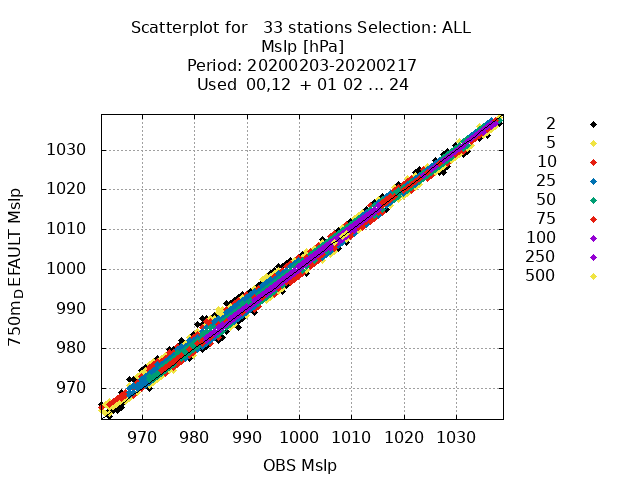 Scatterplot for 33 stations Selection: ALL
Mslp [hPa]
Period: 20200203-20200217
Used 00,12 + 01 02 ... 24
750m_DEFAULT Mslp
1030
1020
1010
1000
990
980
970
970 980 990 1000 1010 1020 1030
OBS Mslp
2
5
10
25
50
75
100
250
500